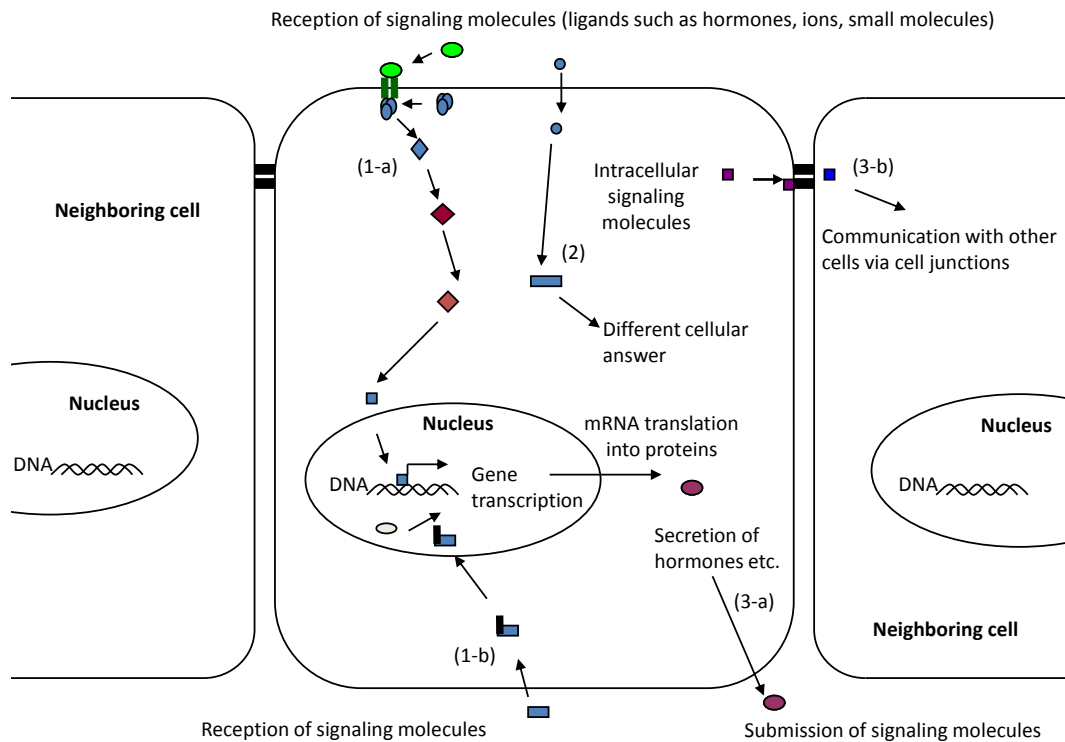 Reception of signaling molecules (ligands such as hormones, ions, small molecules)
(1-a)
Intracellular
signaling
molecules
(3-b)
Neighboring cell
Communication with other
cells via cell junctions
(2)
Different cellular
answer
Nucleus
DNA
Nucleus
DNA
Gene
transcription
mRNA translation
into proteins
Nucleus
DNA
Secretion of
hormones etc.
(3-a)
Neighboring cell
(1-b)
Reception of signaling molecules
Submission of signaling molecules